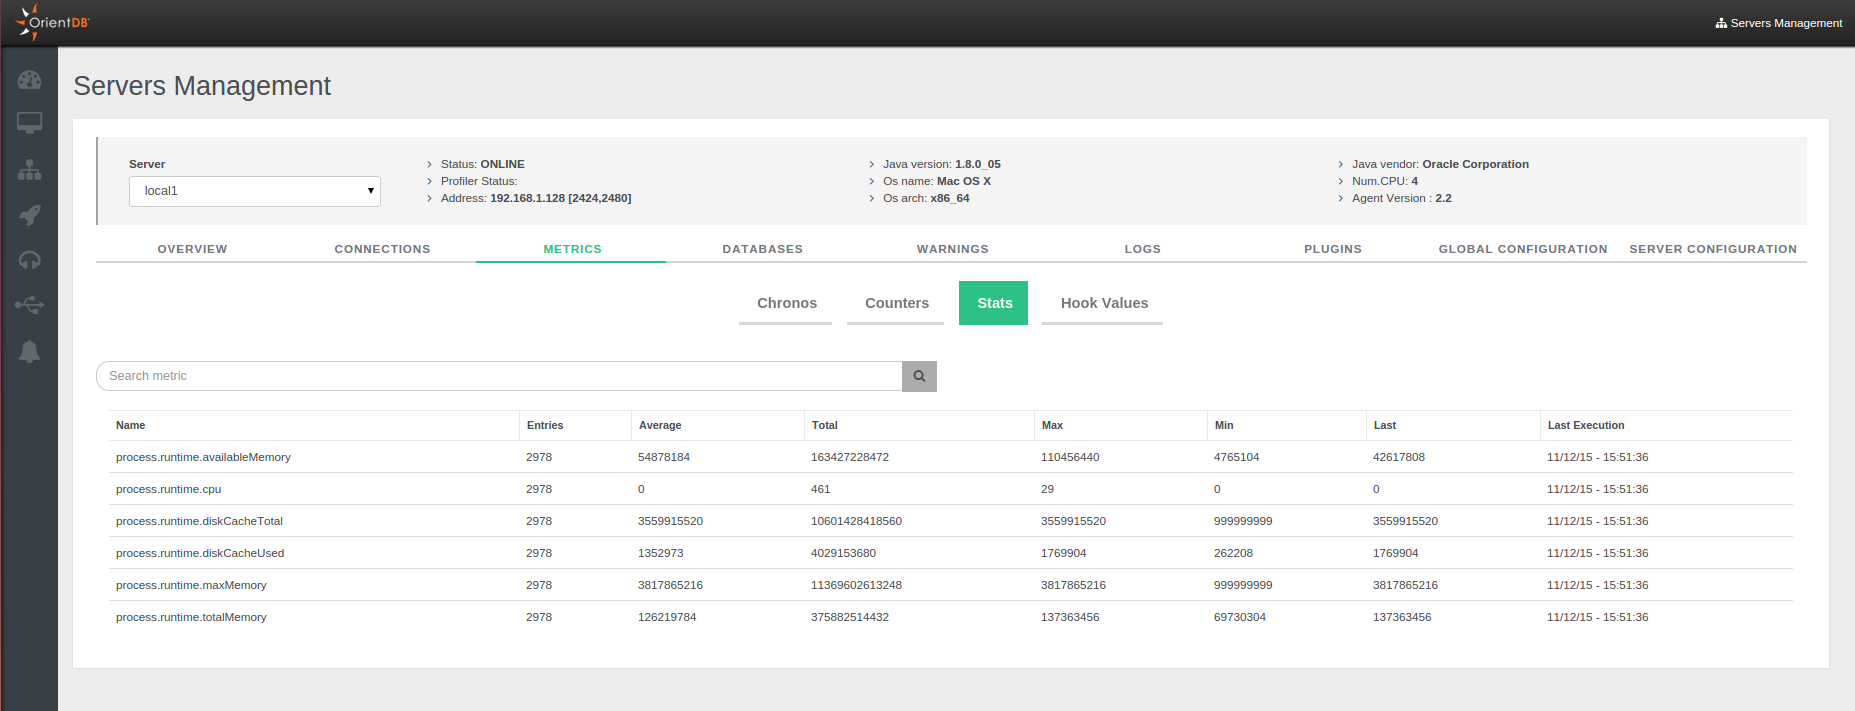 OrientDB
Servers Management
Servers Management
Server
local1
Status: ONLINE
Profiler Status:
Address: 192.168.1.128 [2424,2480]
Java version: 1.8.0_05
Os name: Mac OS X
Os arch: x86_64
Java vendor: Oracle Corporation
Num.CPU: 4
Agent Version : 2.2
OVERVIEW CONNECTIONS METRICS DATABASES WARNINGS LOGS PLUGINS GLOBAL CONFIGURATION SERVER CONFIGURATION
Chronos Counters Stats Hook Values
Search metric
Name Entries Average Total Max Min Last Last Execution
process.runtime.availableMemory 2978 54878184 163427228472 110456440 4765104 42617808 11/12/15 - 15:51:36
process.runtime.cpu 2978 0 461 29 0 0 11/12/15 - 15:51:36
process.runtime.diskCacheTotal 2978 3559915520 10601428418560 3559915520 999999999 3559915520 11/12/15 - 15:51:36
process.runtime.diskCacheUsed 2978 1352973 4029153680 1769904 262208 1769904 11/12/15 - 15:51:36
process.runtime.maxMemory 2978 3817865216 11369602613248 3817865216 999999999 3817865216 11/12/15 - 15:51:36
process.runtime.totalMemory 2978 126219784 375882514432 137363456 69730304 137363456 11/12/15 - 15:51:36